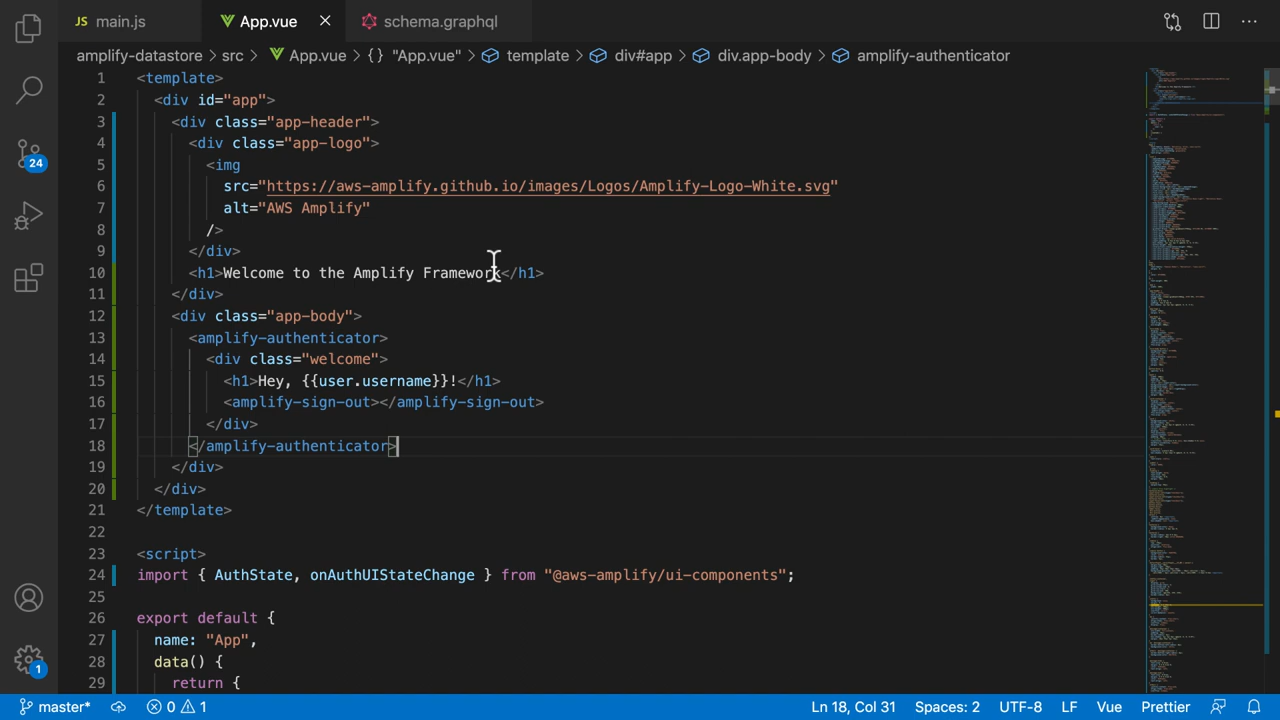 main.js
App.vue
schema.graphql
amplify-datastore > src > App.vue > {} "App.vue" > template > div#app > div.app-body > amplify-authenticator
1 <template>
2 <div id="app">
3 <div class="app-header">
4 <div class="app-logo">
5 <img
6 src="https://aws-amplify.github.io/images/Logos/Amplify-Logo-White.svg"
7 alt="AWS Amplify"
8 />
9 </div>
10 <h1>Welcome to the Amplify Framework</h1>
11 </div>
12 <div class="app-body">
13 <amplify-authenticator>
14 <div class="welcome">
15 <h1>Hey, {{user.username}}!</h1>
16 <amplify-sign-out></amplify-sign-out>
17 </div>
18 </amplify-authenticator>
19 </div>
20 </div>
21 </template>
22
23 <script>
24 import { AuthState, onAuthUIStateChange } from "@aws-amplify/ui-components";
25
26 export default {
27 name: "App",
28 data() {
29 return {
24
1
master* 0 1 Ln 18, Col 31 Spaces: 2 UTF-8 LF Vue Prettier